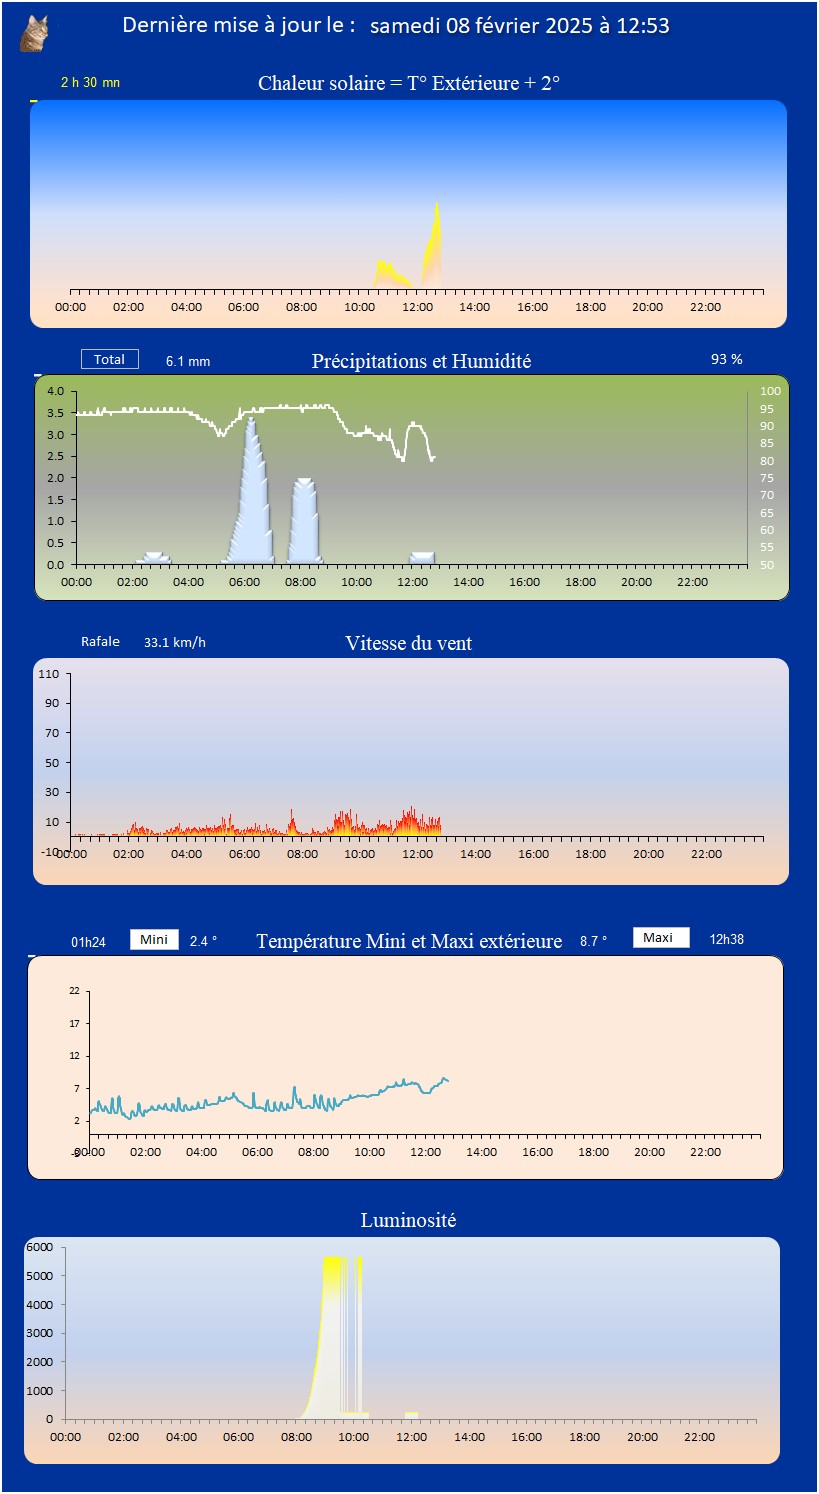 Dernière mise à jour le : samedi 08 février 2025 à 12:53
2 h 30 mn
Chaleur solaire = T° Extérieure + 2°
00:00 02:00 04:00 06:00 08:00 10:00 12:00 14:00 16:00 18:00 20:00 22:00
Total 6.1 mm Précipitations et Humidité 93 %
4.0 100
3.5 95
3.0 90
2.5 85
2.0 80
1.5 75
1.0 70
0.5 65
0.0 60
55
50
00:00 02:00 04:00 06:00 08:00 10:00 12:00 14:00 16:00 18:00 20:00 22:00
Rafale 33.1 km/h Vitesse du vent
110
90
70
50
30
10
-10
00:00 02:00 04:00 06:00 08:00 10:00 12:00 14:00 16:00 18:00 20:00 22:00
01h24 Mini 2.4 ° Température Mini et Maxi extérieure 8.7 ° Maxi 12h38
22
17
12
7
2
00:00 02:00 04:00 06:00 08:00 10:00 12:00 14:00 16:00 18:00 20:00 22:00
Luminosité
6000
5000
4000
3000
2000
1000
0
00:00 02:00 04:00 06:00 08:00 10:00 12:00 14:00 16:00 18:00 20:00 22:00